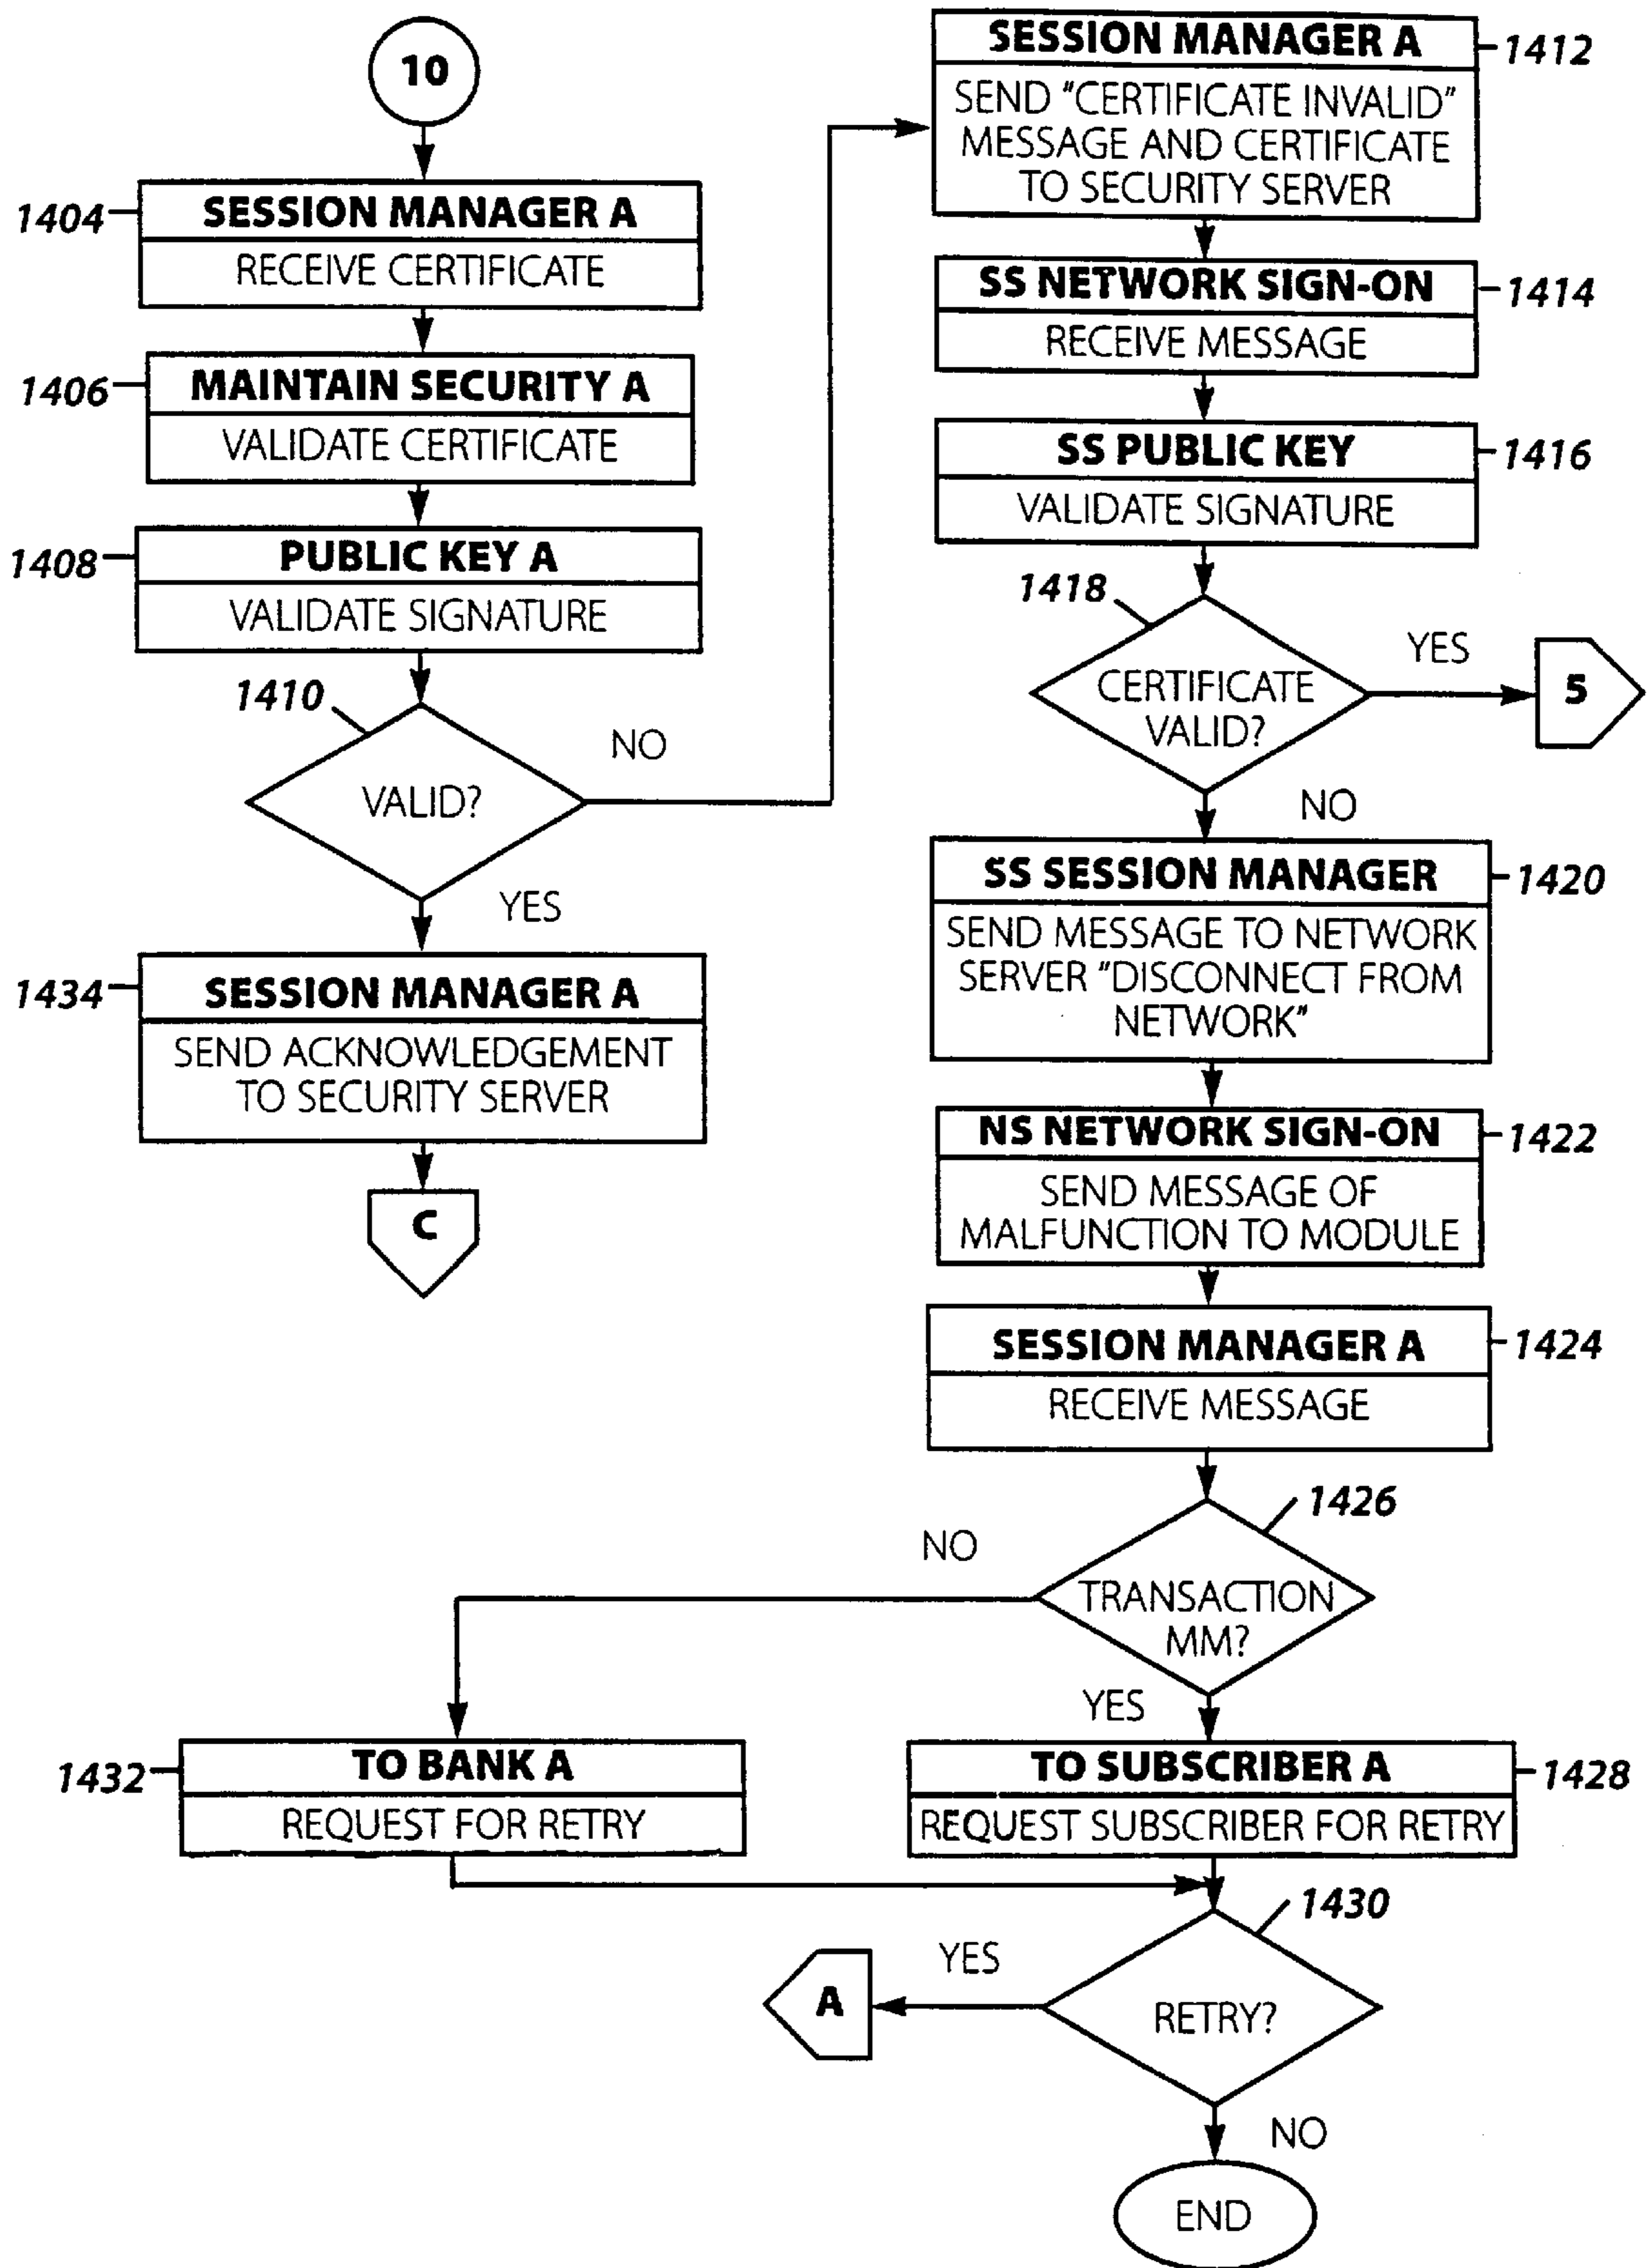 10
1404
SESSION MANAGER A
RECEIVE CERTIFICATE
1406
MAINTAIN SECURITY A
VALIDATE CERTIFICATE
1408
PUBLIC KEY A
VALIDATE SIGNATURE
1410
VALID?
NO
YES
1434
SESSION MANAGER A
SEND ACKNOWLEDGEMENT
TO SECURITY SERVER
C
SESSION MANAGER A
1412
SEND "CERTIFICATE INVALID"
MESSAGE AND CERTIFICATE
TO SECURITY SERVER
SS NETWORK SIGN-ON
1414
RECEIVE MESSAGE
SS PUBLIC KEY
1416
VALIDATE SIGNATURE
1418
CERTIFICATE
VALID?
YES
5
NO
SS SESSION MANAGER
1420
SEND MESSAGE TO NETWORK
SERVER "DISCONNECT FROM
NETWORK"
NS NETWORK SIGN-ON
1422
SEND MESSAGE OF
MALFUNCTION TO MODULE
SESSION MANAGER A
1424
RECEIVE MESSAGE
1426
TRANSACTION
MM?
NO
YES
1432
TO BANK A
REQUEST FOR RETRY
TO SUBSCRIBER A
1428
REQUEST SUBSCRIBER FOR RETRY
1430
RETRY?
YES
A
NO
END